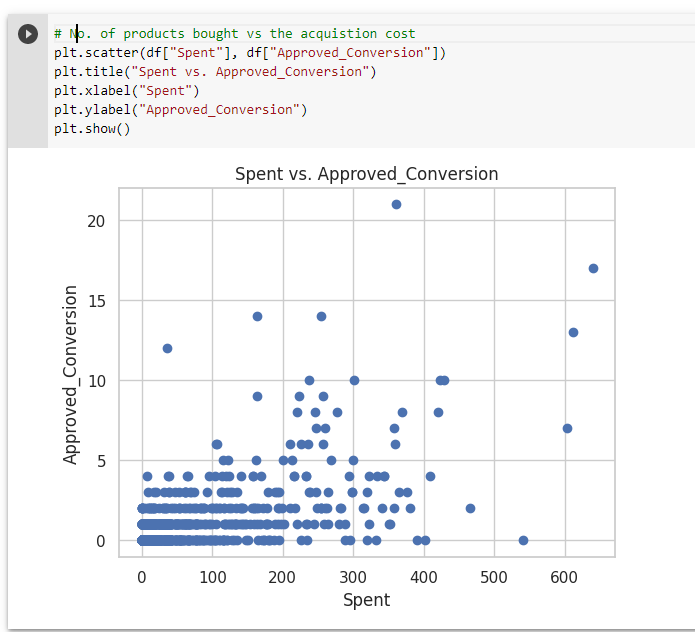 # No. of products bought vs the acquistion cost
plt.scatter(df["Spent"], df["Approved_Conversion"])
plt.title("Spent vs. Approved_Conversion")
plt.xlabel("Spent")
plt.ylabel("Approved_Conversion")
plt.show()
Spent vs. Approved_Conversion
20
15
10
5
0
Approved_Conversion
0 100 200 300 400 500 600
Spent